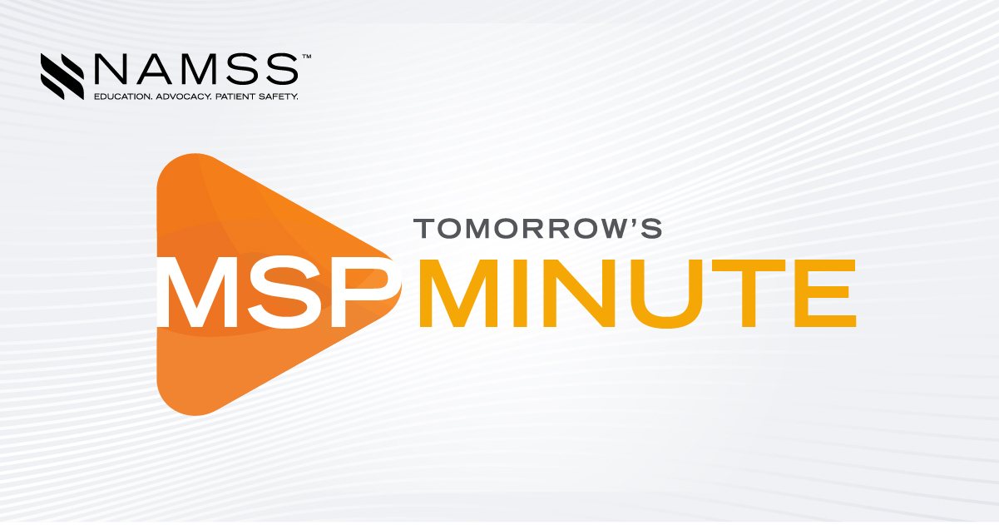 NAMSS™
EDUCATION. ADVOCACY. PATIENT SAFETY.
TOMORROW’S
MSP MINUTE